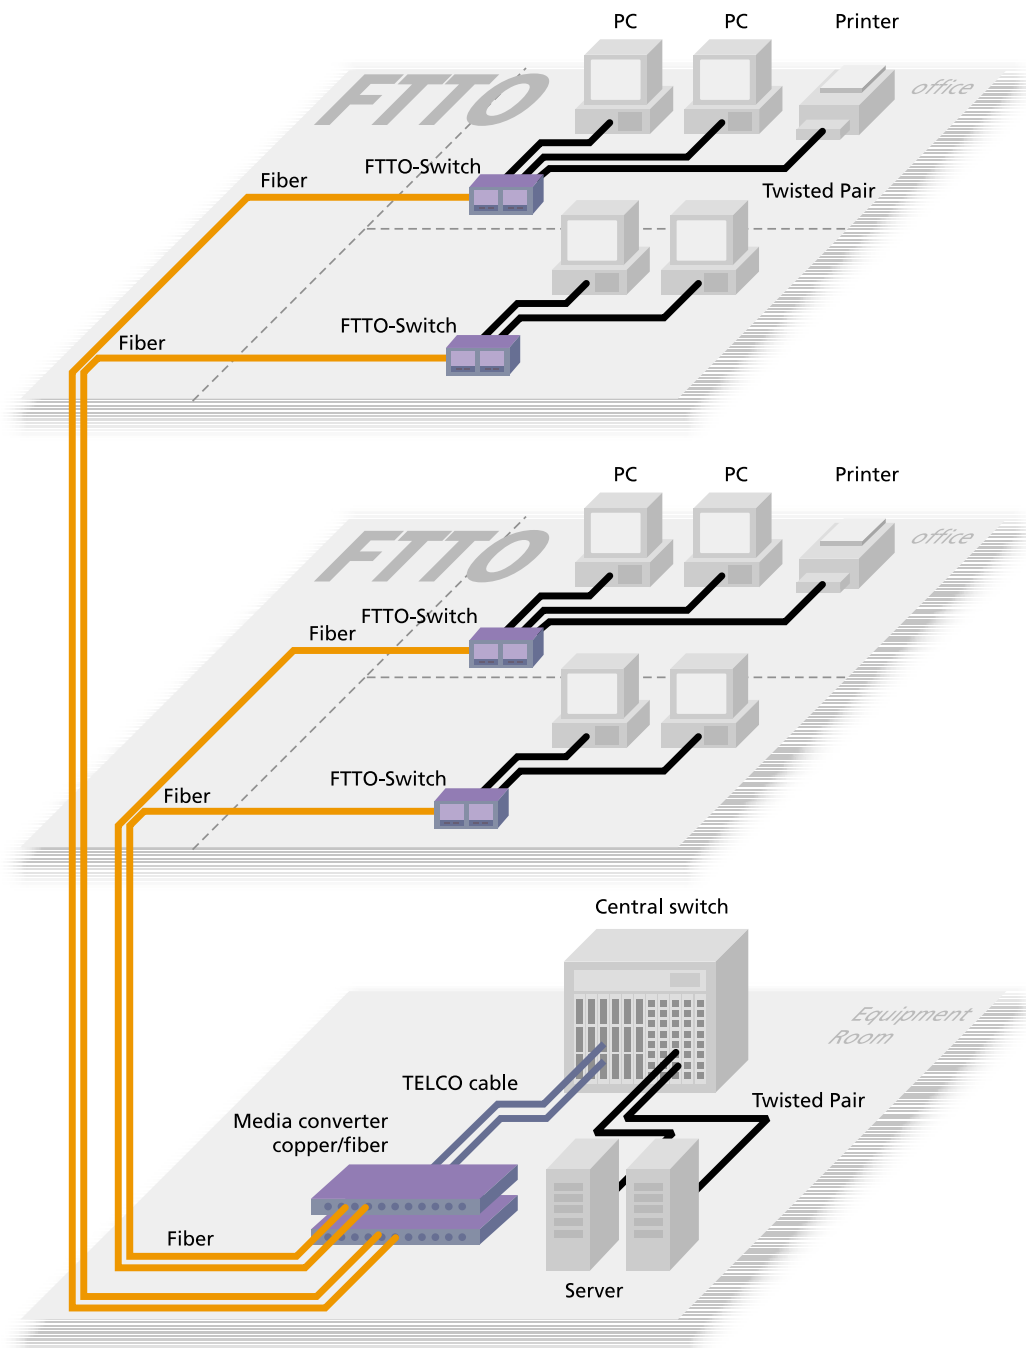 PC
PC
Printer
FTTO
office
FTTO-Switch
Fiber
Twisted Pair
FTTO-Switch
Fiber
PC
PC
Printer
FTTO
office
FTTO-Switch
Fiber
FTTO-Switch
Fiber
Central switch
Equipment
Room
TELCO cable
Twisted Pair
Media converter
copper/fiber
Fiber
Server